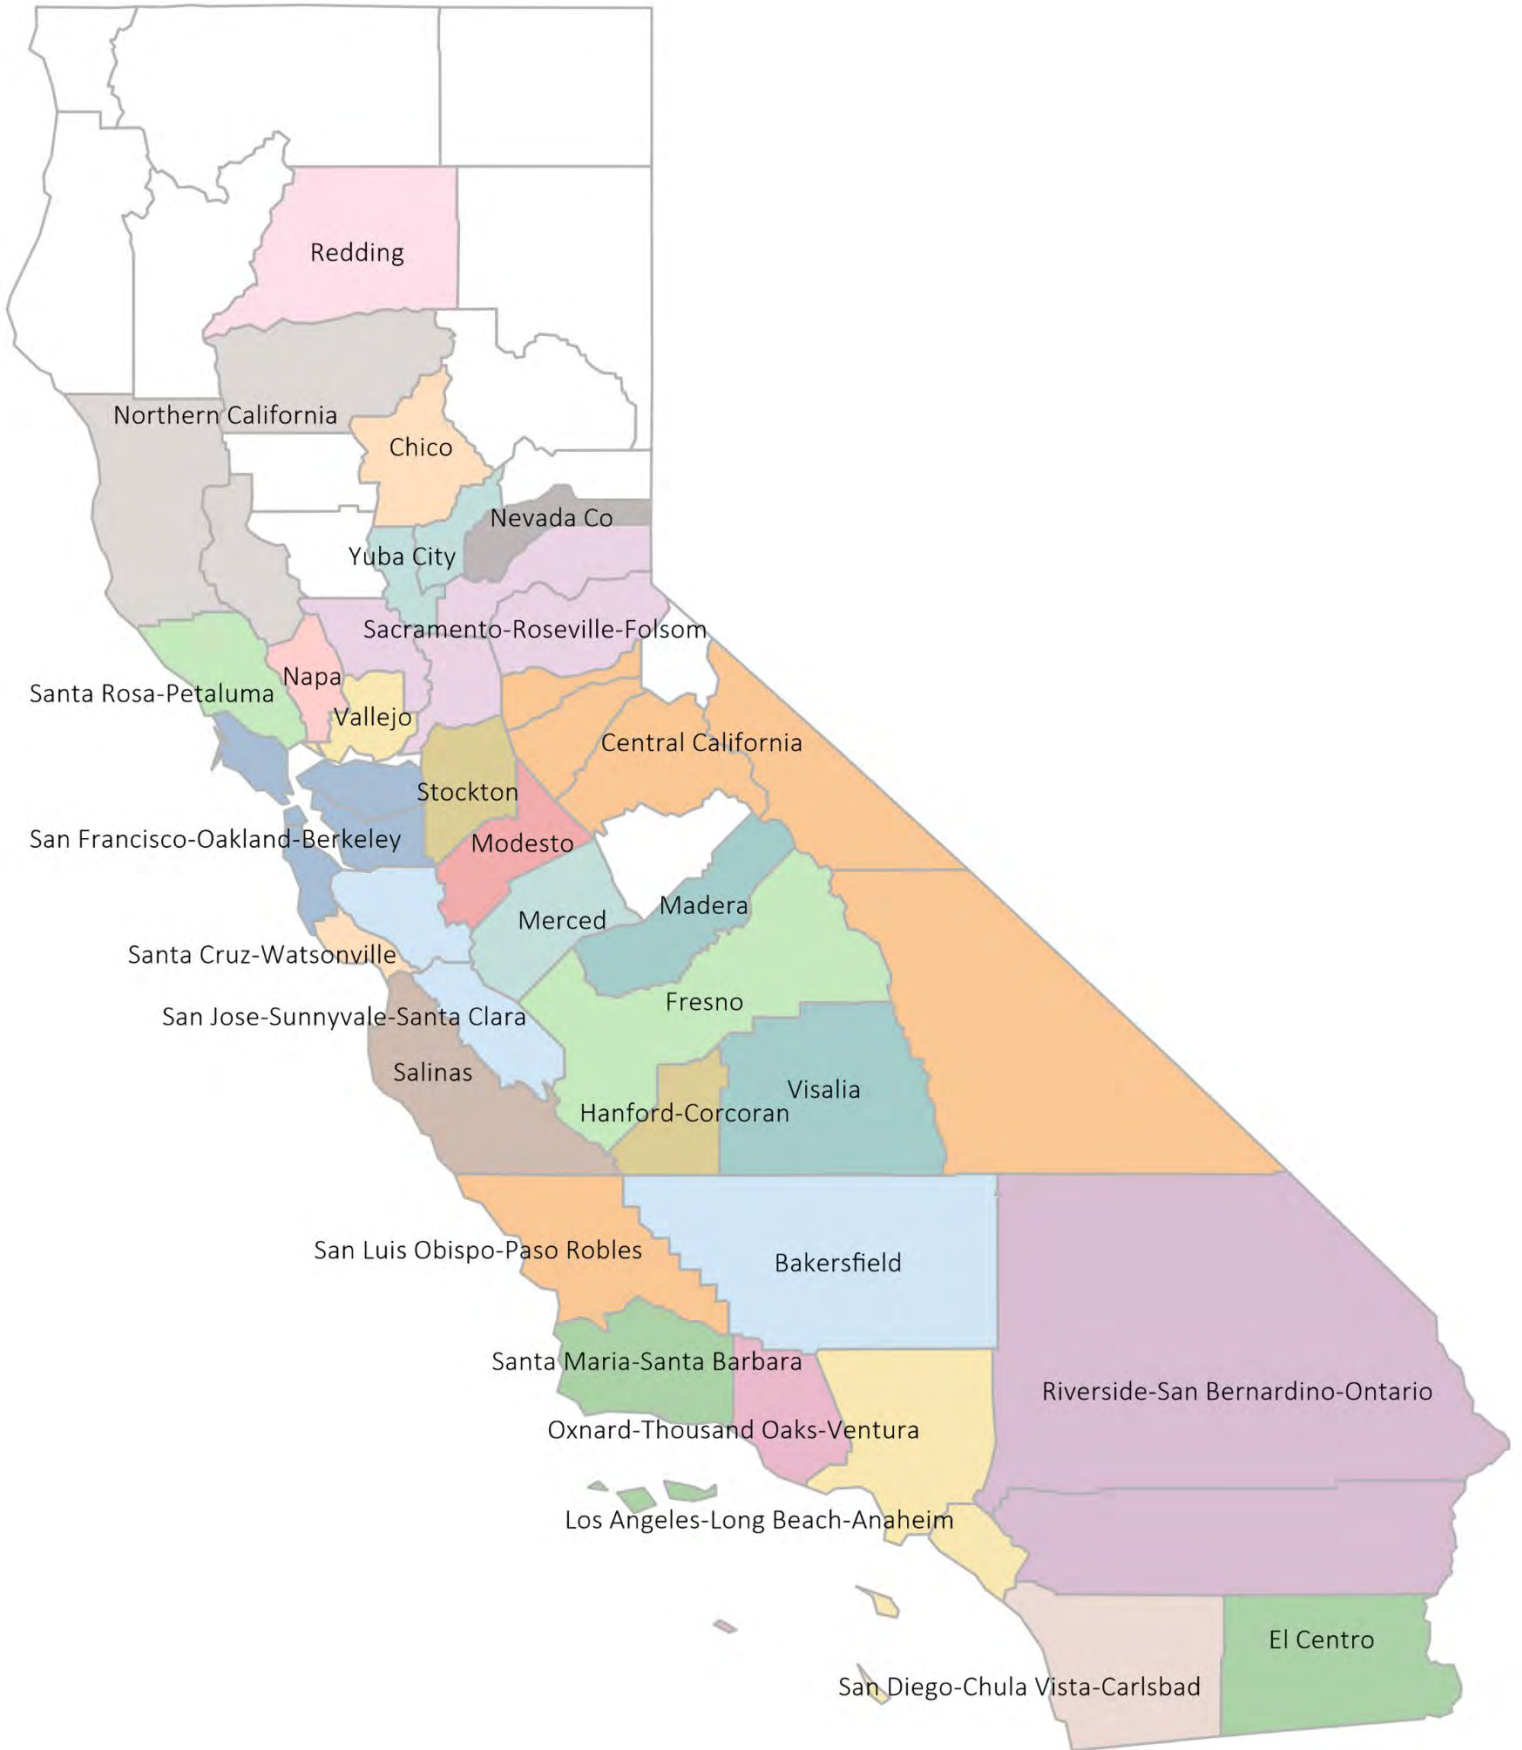 Redding
Northern California
Chico
Nevada Co
Yuba City
Sacramento-Roseville-Folsom
Napa
Santa Rosa-Petaluma
Vallejo
Central California
Stockton
San Francisco-Oakland-Berkeley
Modesto
Madera
Merced
Santa Cruz-Watsonville
Fresno
San Jose-Sunnyvale-Santa Clara
Salinas
Visalia
Hanford-Corcoran
San Luis Obispo-Paso Robles
Bakersfield
Santa Maria-Santa Barbara
Riverside-San Bernardino-Ontario
Oxnard-Thousand Oaks-Ventura
Los Angeles-Long Beach-Anaheim
El Centro
San Diego-Chula Vista-Carlsbad